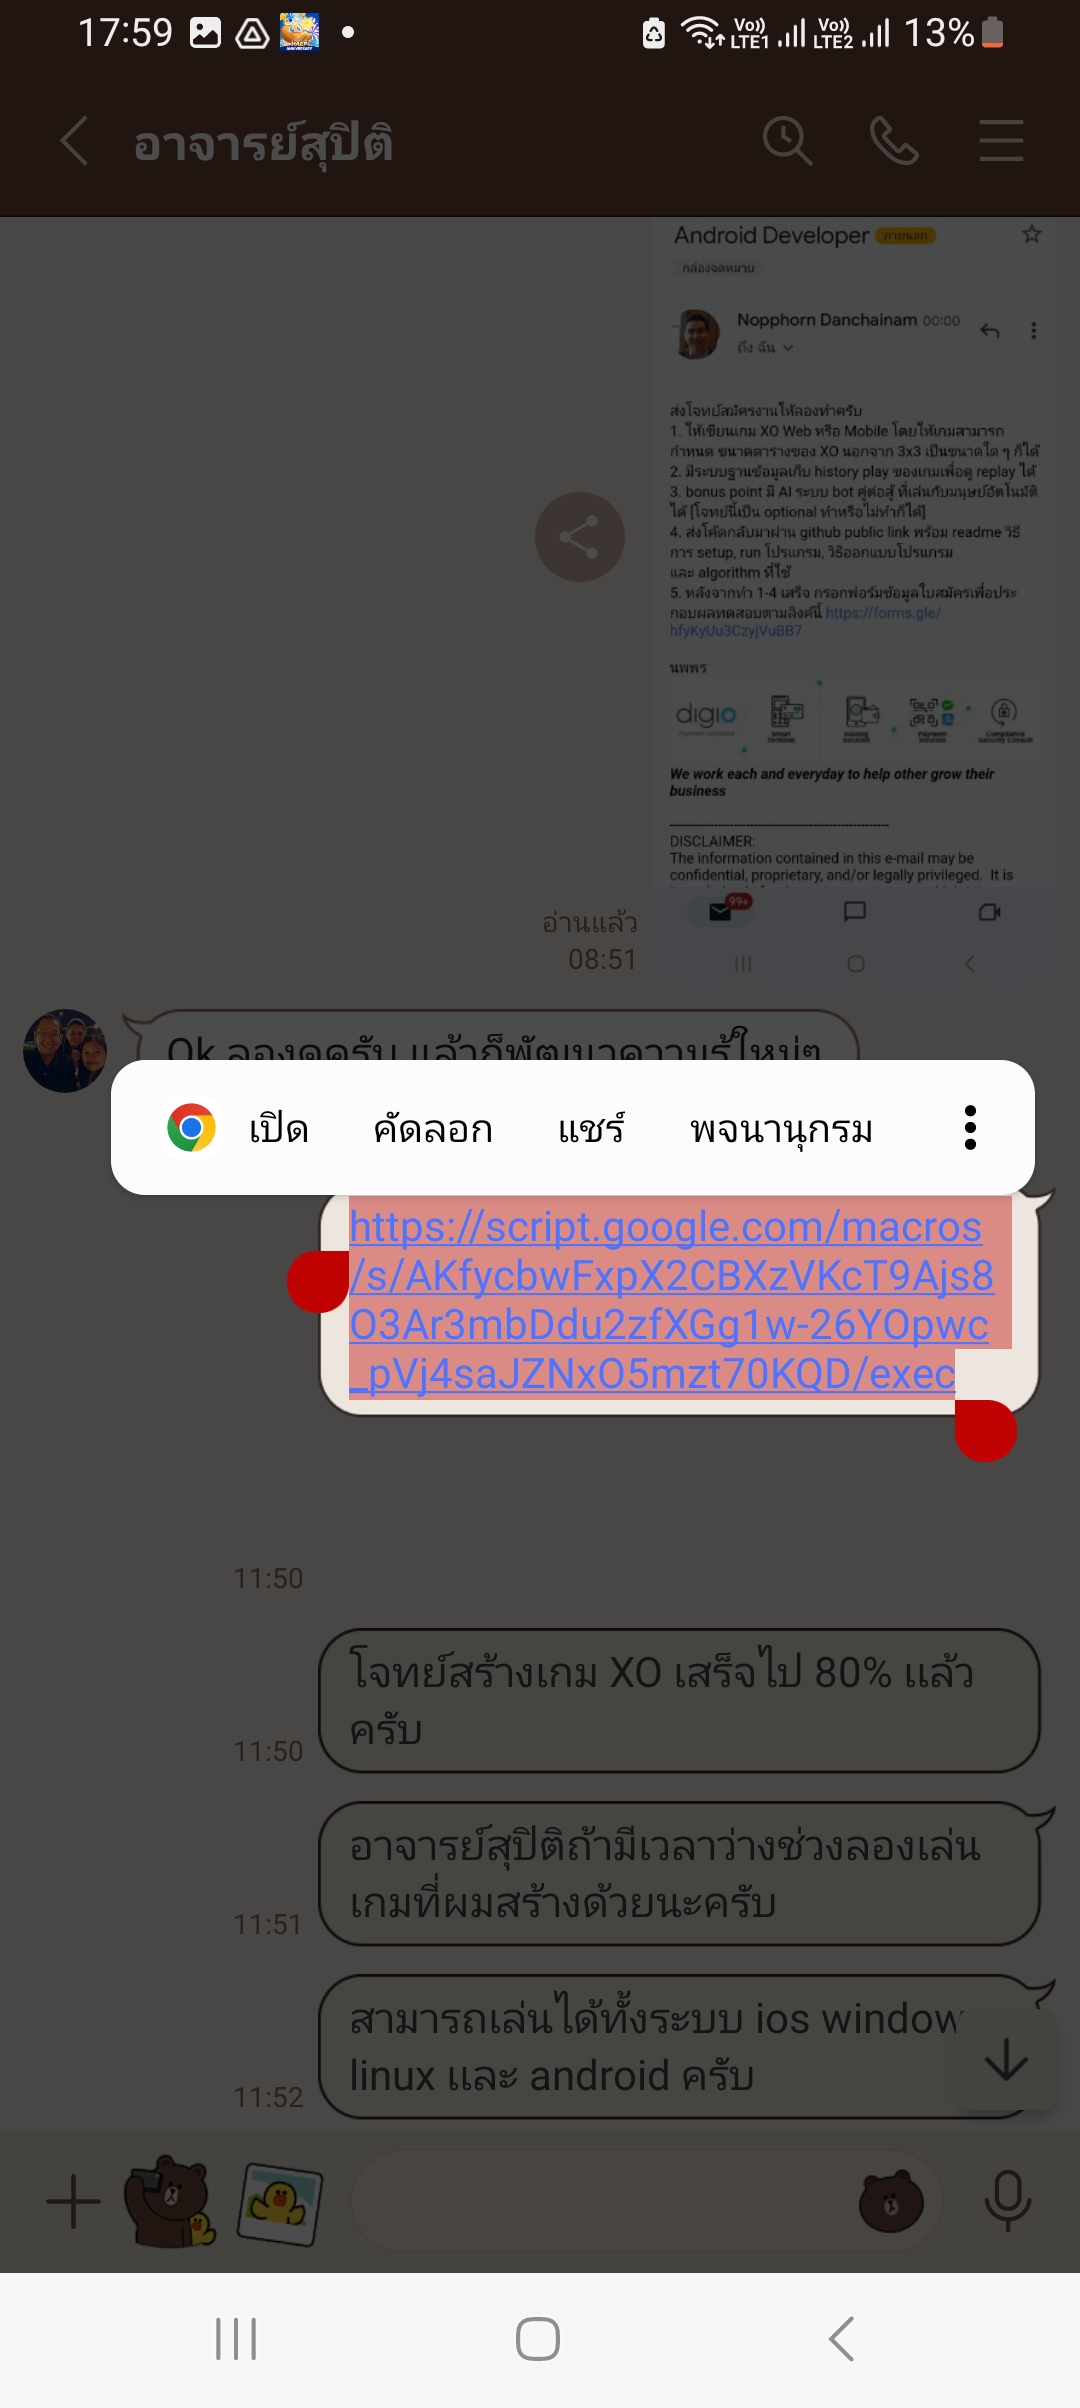 17:59
Vo)) LTE1
Vo)) LTE2
13%
อาจารย์สุปิติ
Android Developer ภายนอก
กล่องจดหมาย
Nopphorn Danchainam 00:00
ถึง ฉัน
ส่งโจทย์สมัครงานให้ลองทำครับ
1. ให้เขียนเกม XO Web หรือ Mobile โดยให้เกมสามารถ
กำหนด ขนาดตารางของ XO นอกจาก 3x3 เป็นขนาดใด ๆ ก็ได้
2. มีระบบฐานข้อมูลเก็บ history play ของเกมเพื่อดู replay ได้
3. bonus point มี AI ระบบ bot คู่ต่อสู้ ที่เล่นกับมนุษย์อัตโนมัติ
ได้ [โจทย์นี้เป็น optional ทำหรือไม่ทำก็ได้]
4. ส่งโค้ดกลับมาผ่าน github public link พร้อม readme วิธี
การ setup, run โปรแกรม, วิธีออกแบบโปรแกรม
และ algorithm ที่ใช้
5. หลังจากทำ 1-4 เสร็จ กรอกฟอร์มข้อมูลใบสมัครเพื่อประ
กอบผลทดสอบตามลิงค์นี้ https://forms.gle/
hfyKyUu3CzyjVuBB7
นพพร
digio
Smart Terminal
Issuing Solution
Payment Solution
Compliance Security Consult
We work each and everyday to help other grow their
business
DISCLAIMER:
The information contained in this e-mail may be
confidential, proprietary, and/or legally privileged. It is
99+
อ่านแล้ว
08:51
Ok ลองดูครับ แล้วก็พัฒนาความรู้ใหม่ๆ
เปิด คัดลอก แชร์ พจนานุกรม
https://script.google.com/macros
/s/AKfycbwFxpX2CBXzVKcT9Ajs8
O3Ar3mbDdu2zfXGg1w-26YOpwc
_pVj4saJZNxO5mzt70KQD/exec
11:50
โจทย์สร้างเกม XO เสร็จไป 80% แล้ว
ครับ
11:50
อาจารย์สุปิติถ้ามีเวลาว่างช่วงลองเล่น
เกมที่ผมสร้างด้วยนะครับ
11:51
สามารถเล่นได้ทั้งระบบ ios window
linux และ android ครับ
11:52